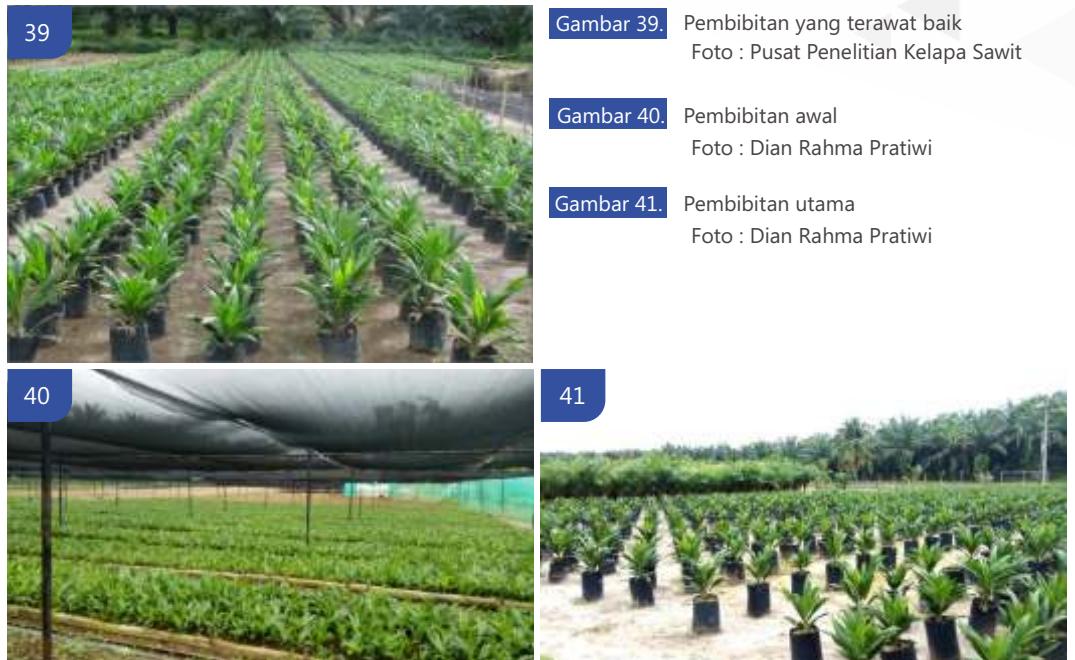 39
Gambar 39. Pembibitan yang terawat baik
Foto : Pusat Penelitian Kelapa Sawit
Gambar 40. Pembibitan awal
Foto : Dian Rahma Pratiwi
Gambar 41. Pembibitan utama
Foto : Dian Rahma Pratiwi
40
41